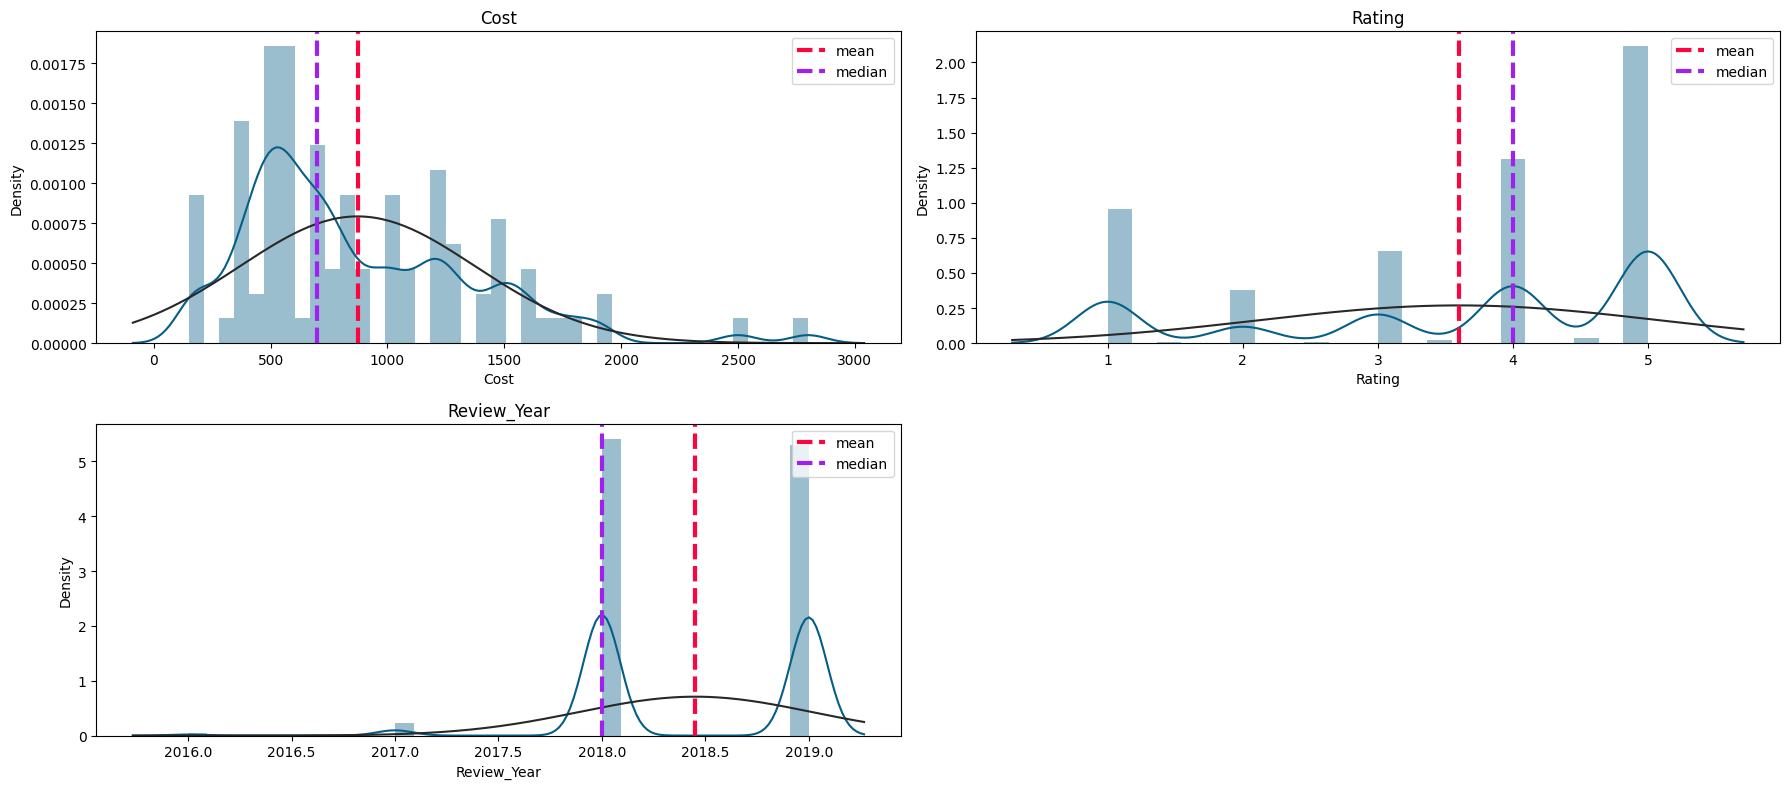 Cost
mean
median
Density
0.00175
0.00150
0.00125
0.00100
0.00075
0.00050
0.00025
0.00000
0 500 1000 1500 2000 2500 3000
Cost
Rating
mean
median
Density
2.00
1.75
1.50
1.25
1.00
0.75
0.50
0.25
0.00
1 2 3 4 5
Rating
Review_Year
mean
median
Density
5
4
3
2
1
0
2016.0 2016.5 2017.0 2017.5 2018.0 2018.5 2019.0
Review_Year